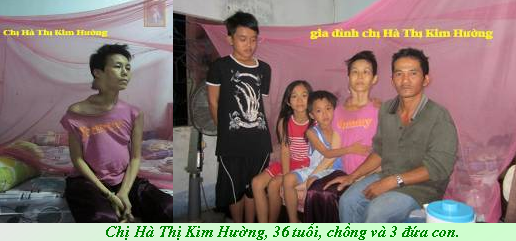 Chị Hà Thị Kim Hường
gia đình chị Hà Thị Kim Hường
Chị Hà Thị Kim Hường, 36 tuổi, chồng và 3 đứa con.